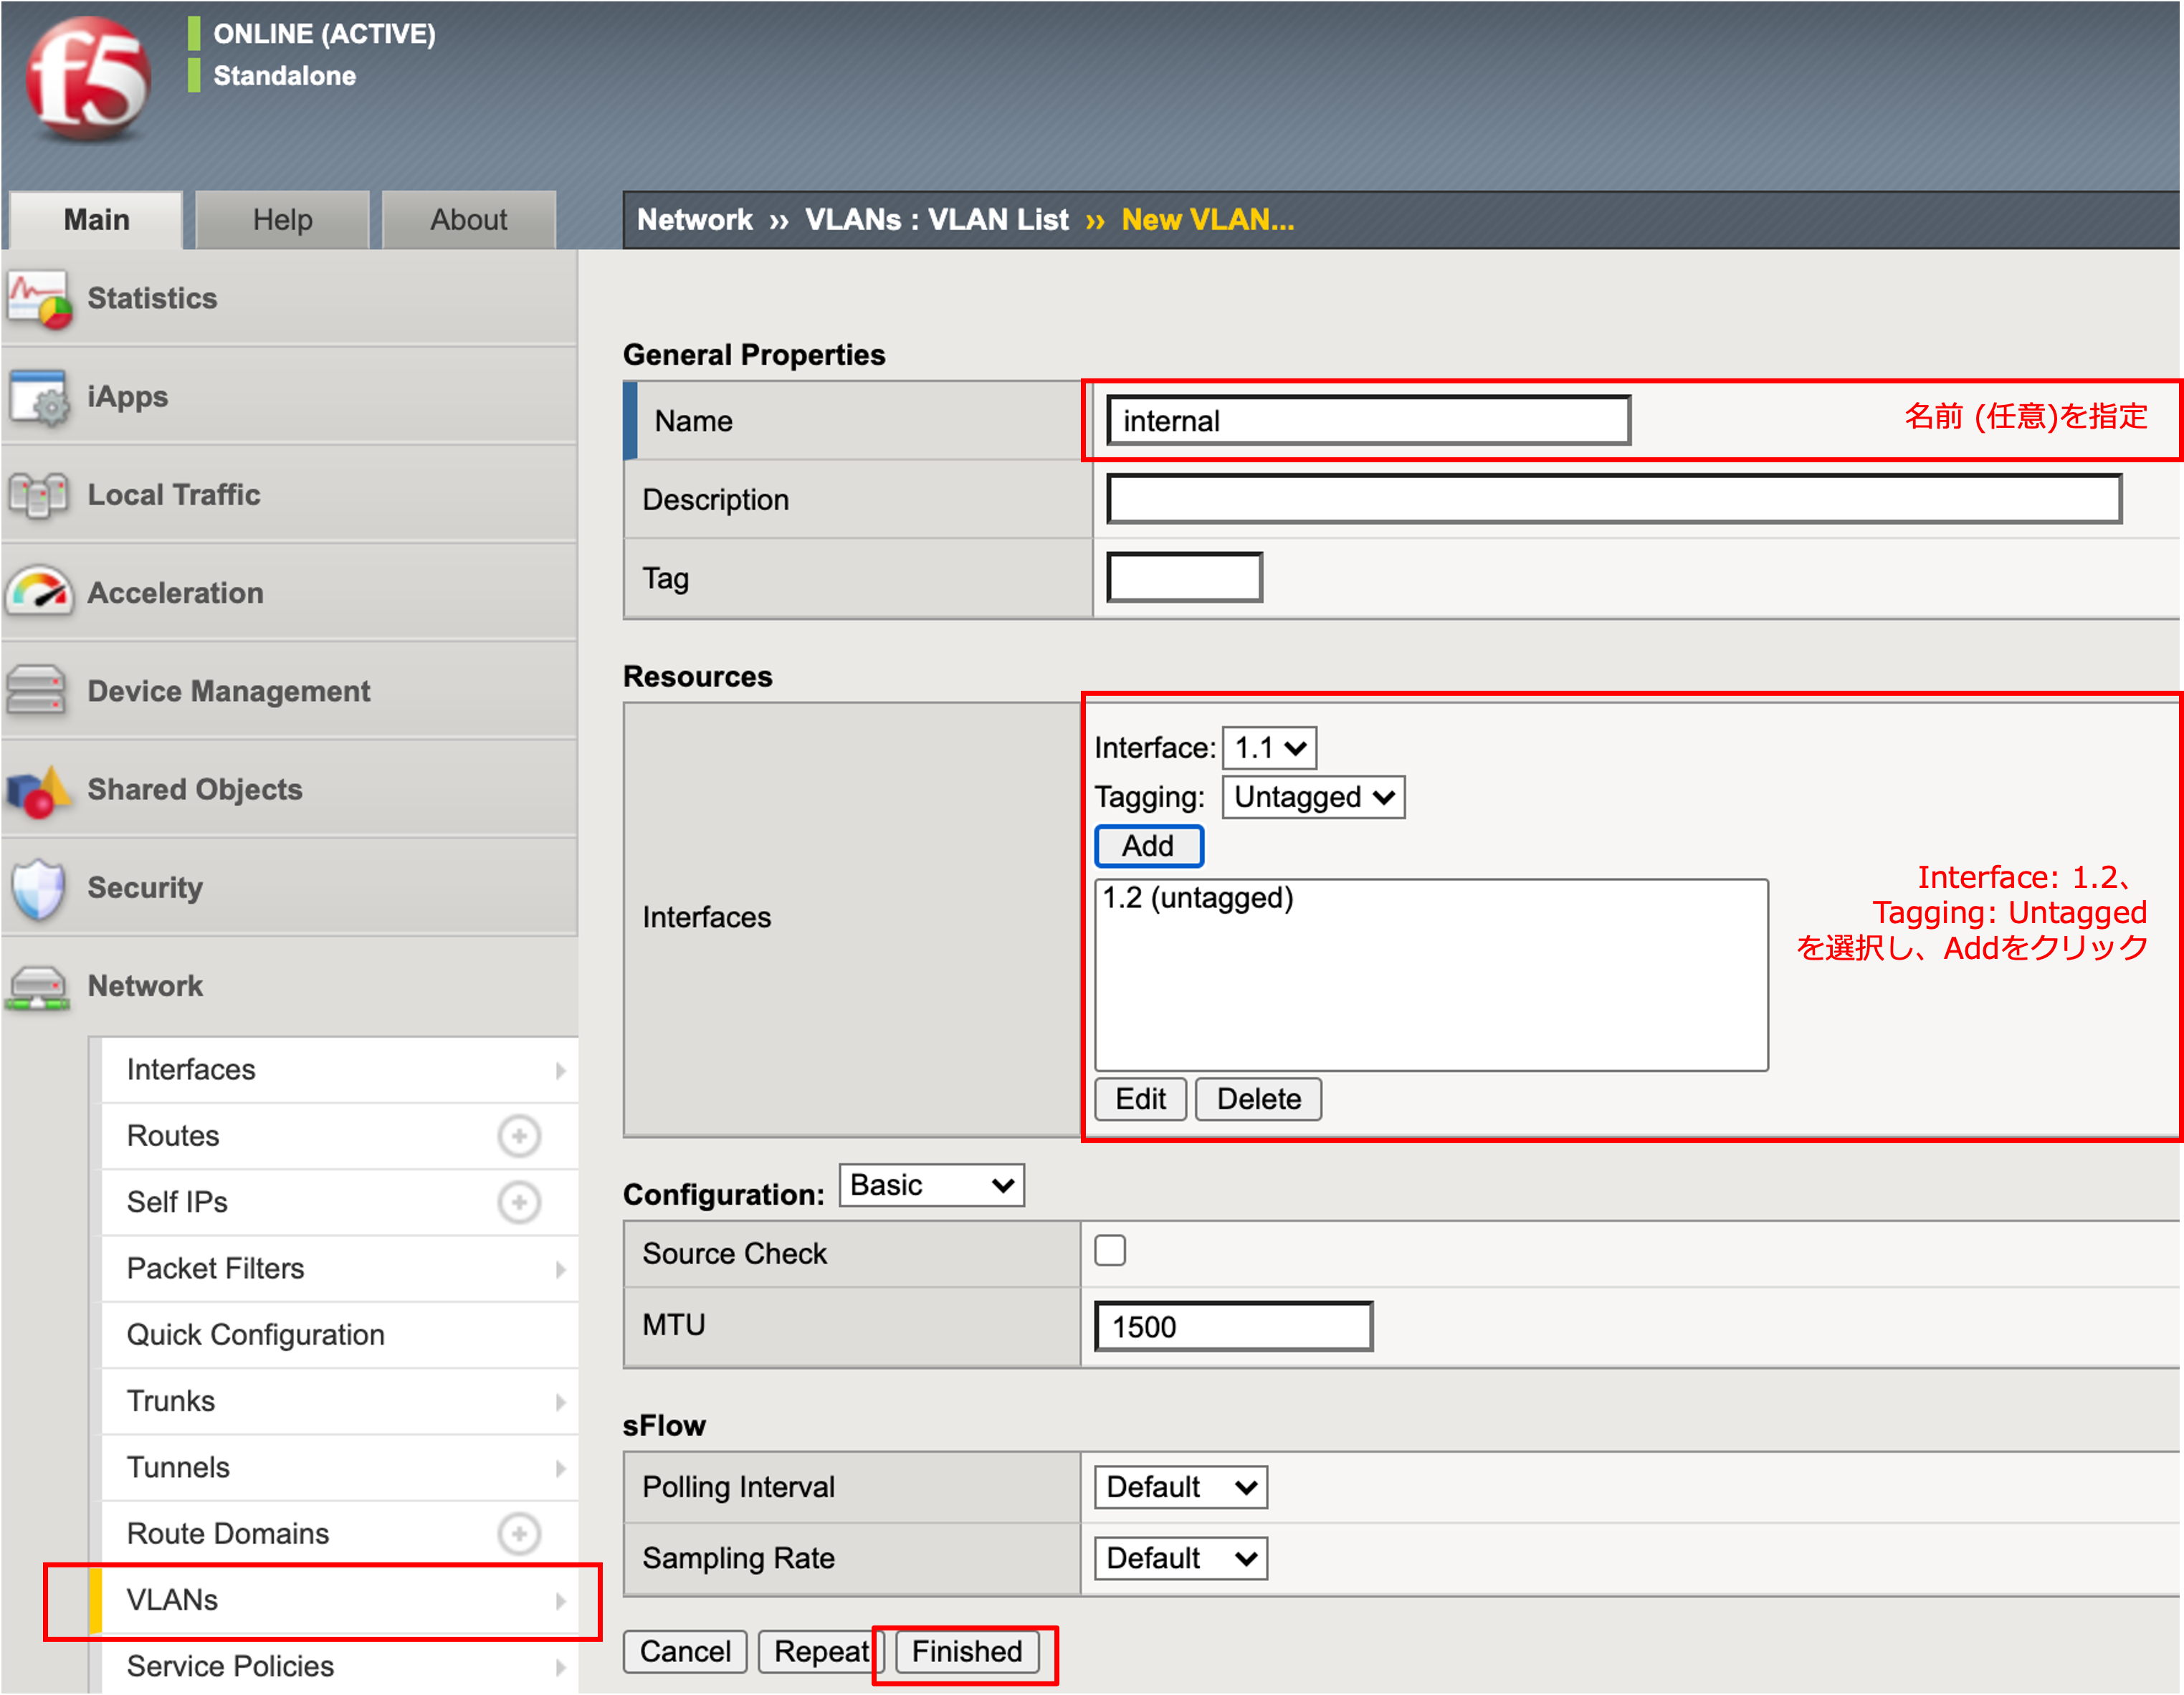 f5
ONLINE (ACTIVE)
Standalone
Main
Help
About
Network ›› VLANs : VLAN List ›› New VLAN...
Statistics
iApps
Local Traffic
Acceleration
Device Management
Shared Objects
Security
Network
Interfaces
Routes
Self IPs
Packet Filters
Quick Configuration
Trunks
Tunnels
Route Domains
VLANs
Service Policies
General Properties
Name
internal
名前 (任意)を指定
Description
Tag
Resources
Interfaces
Interface: 1.1
Tagging: Untagged
Add
1.2 (untagged)
Interface: 1.2、
Tagging: Untagged
を選択し、Addをクリック
Edit
Delete
Configuration: Basic
Source Check
MTU
1500
sFlow
Polling Interval
Default
Sampling Rate
Default
Cancel
Repeat
Finished